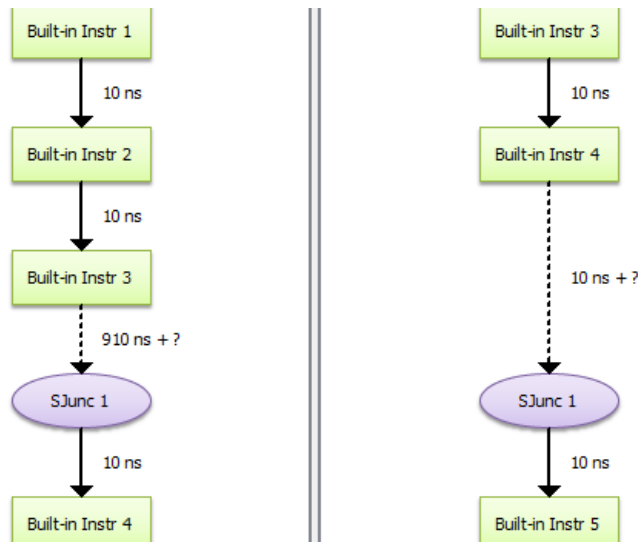 Built-in Instr 1
10 ns
Built-in Instr 2
10 ns
Built-in Instr 3
910 ns + ?
SJunc 1
10 ns
Built-in Instr 4
Built-in Instr 3
10 ns
Built-in Instr 4
10 ns + ?
SJunc 1
10 ns
Built-in Instr 5